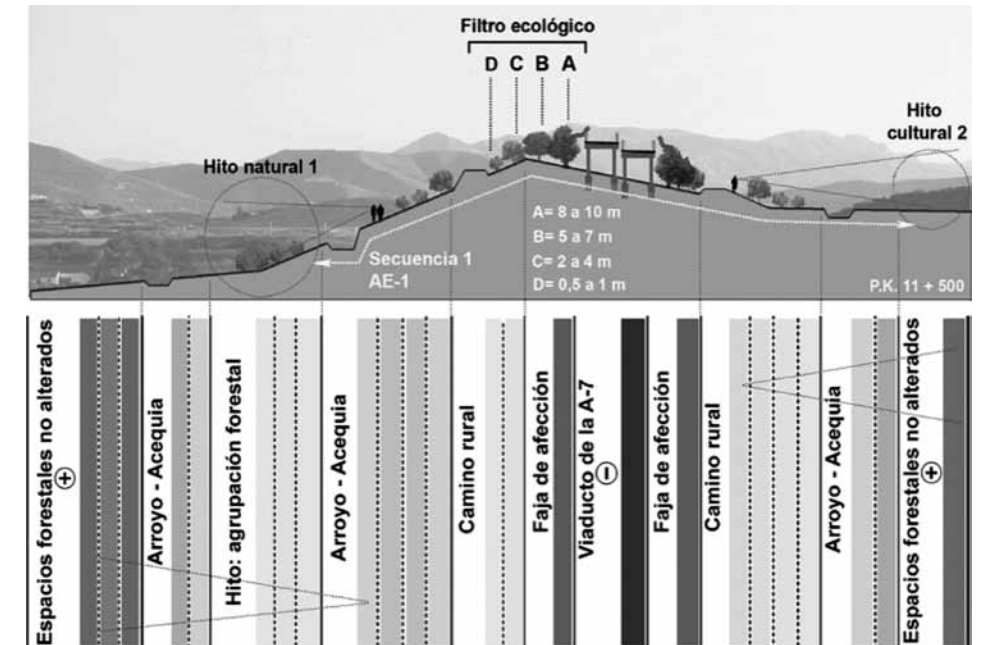 Filtro ecológico
D C B A
Hito
cultural 2
Hito natural 1
A= 8 a 10 m
B= 5 a 7 m
C= 2 a 4 m
D= 0,5 a 1 m
Secuencia 1
AE-1
P.K. 11 + 500
Espacios forestales no alterados
+
Arroyo - Acequia
Hito: agrupación forestal
Arroyo - Acequia
Camino rural
Faja de afección
Viaducto de la A-7
−
Faja de afección
Camino rural
Arroyo - Acequia
Espacios forestales no alterados
+